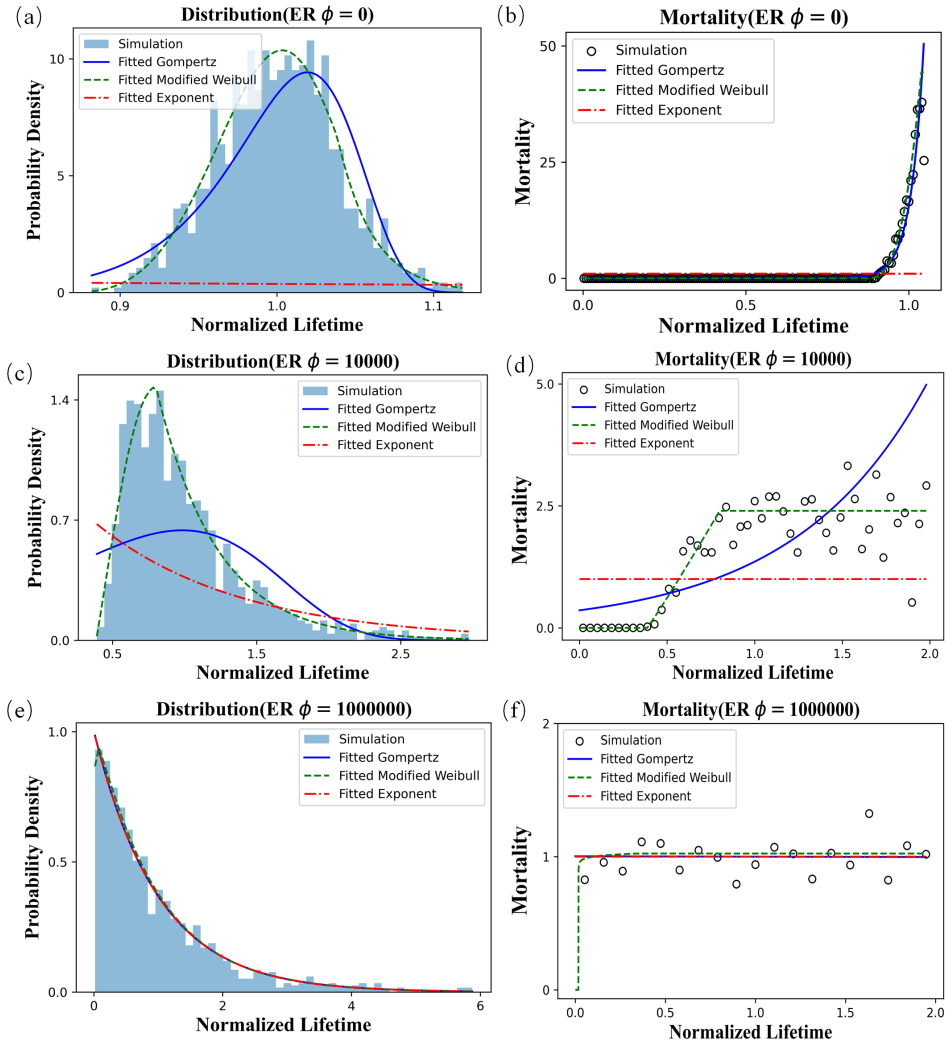 (a)
Distribution(ER ϕ = 0)
Probability Density
10
5
0
Simulation
Fitted Gompertz
Fitted Modified Weibull
Fitted Exponent
0.9
1.0
1.1
Normalized Lifetime
(b)
Mortality(ER ϕ = 0)
Mortality
50
25
0
Simulation
Fitted Gompertz
Fitted Modified Weibull
Fitted Exponent
0.0
0.5
1.0
Normalized Lifetime
(c)
Distribution(ER ϕ = 10000)
Probability Density
1.4
0.7
0.0
Simulation
Fitted Gompertz
Fitted Modified Weibull
Fitted Exponent
0.5
1.5
2.5
Normalized Lifetime
(d)
Mortality(ER ϕ = 10000)
Mortality
5.0
2.5
0.0
Simulation
Fitted Gompertz
Fitted Modified Weibull
Fitted Exponent
0.0
0.5
1.0
1.5
2.0
Normalized Lifetime
(e)
Distribution(ER ϕ = 1000000)
Probability Density
1.0
0.5
0.0
Simulation
Fitted Gompertz
Fitted Modified Weibull
Fitted Exponent
0
2
4
6
Normalized Lifetime
(f)
Mortality(ER ϕ = 1000000)
Mortality
2
1
0
Simulation
Fitted Gompertz
Fitted Modified Weibull
Fitted Exponent
0.0
0.5
1.0
1.5
2.0
Normalized Lifetime